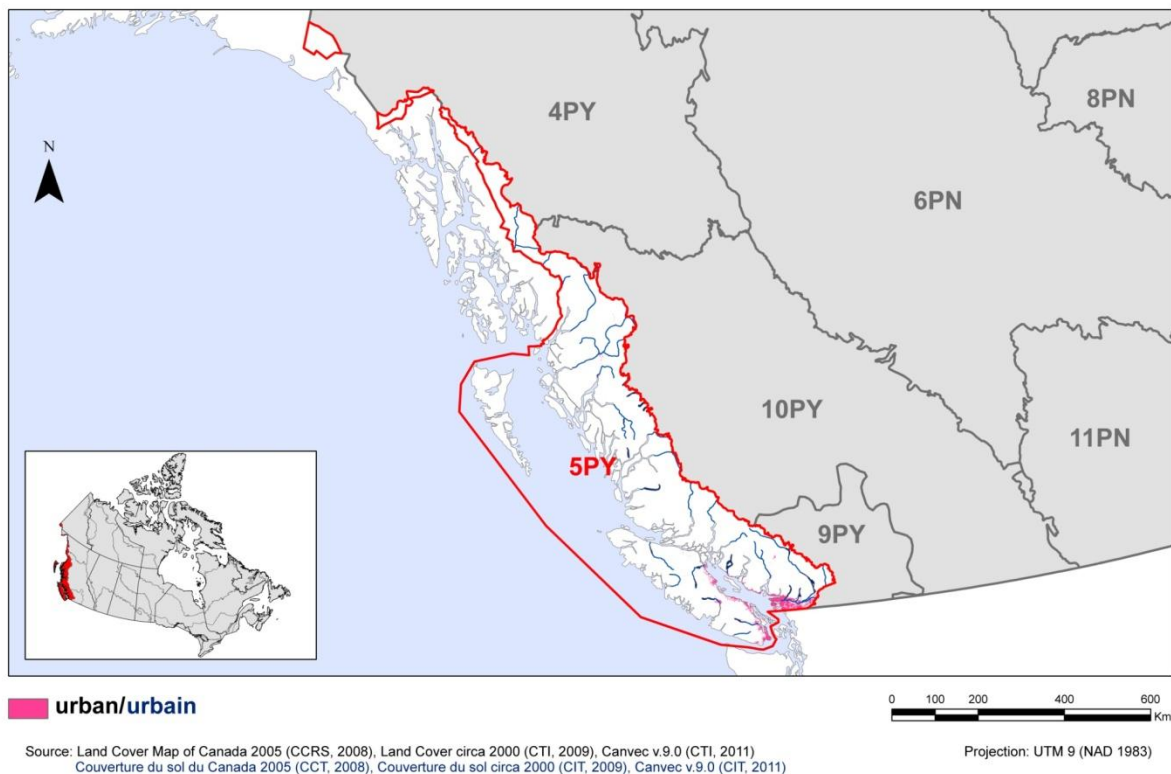 N
4PY
8PN
6PN
10PY
11PN
5PY
9PY
urban/urbain
0 100 200 400 600
Km
Source: Land Cover Map of Canada 2005 (CCRS, 2008), Land Cover circa 2000 (CTI, 2009), Canvec v.9.0 (CTI, 2011)
Projection: UTM 9 (NAD 1983)
Couverture du sol du Canada 2005 (CCT, 2008), Couverture du sol circa 2000 (CIT, 2009), Canvec v.9.0 (CIT, 2011)